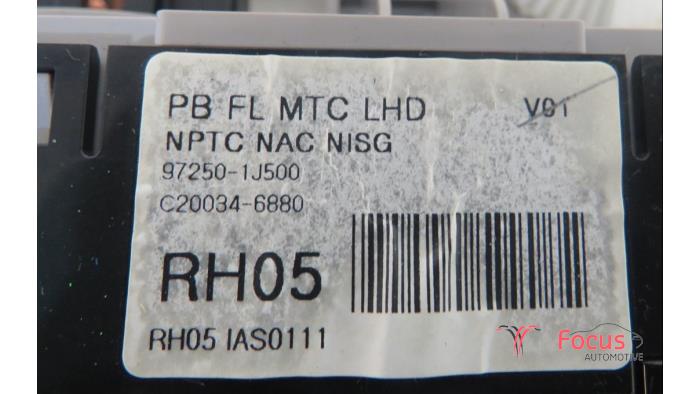 PB FL MTC LHD V01
NPTC NAC NISG
97250-1J500
C20034-6880
RH05
RH05 IAS0111
Focus
AUTOMOTIVE